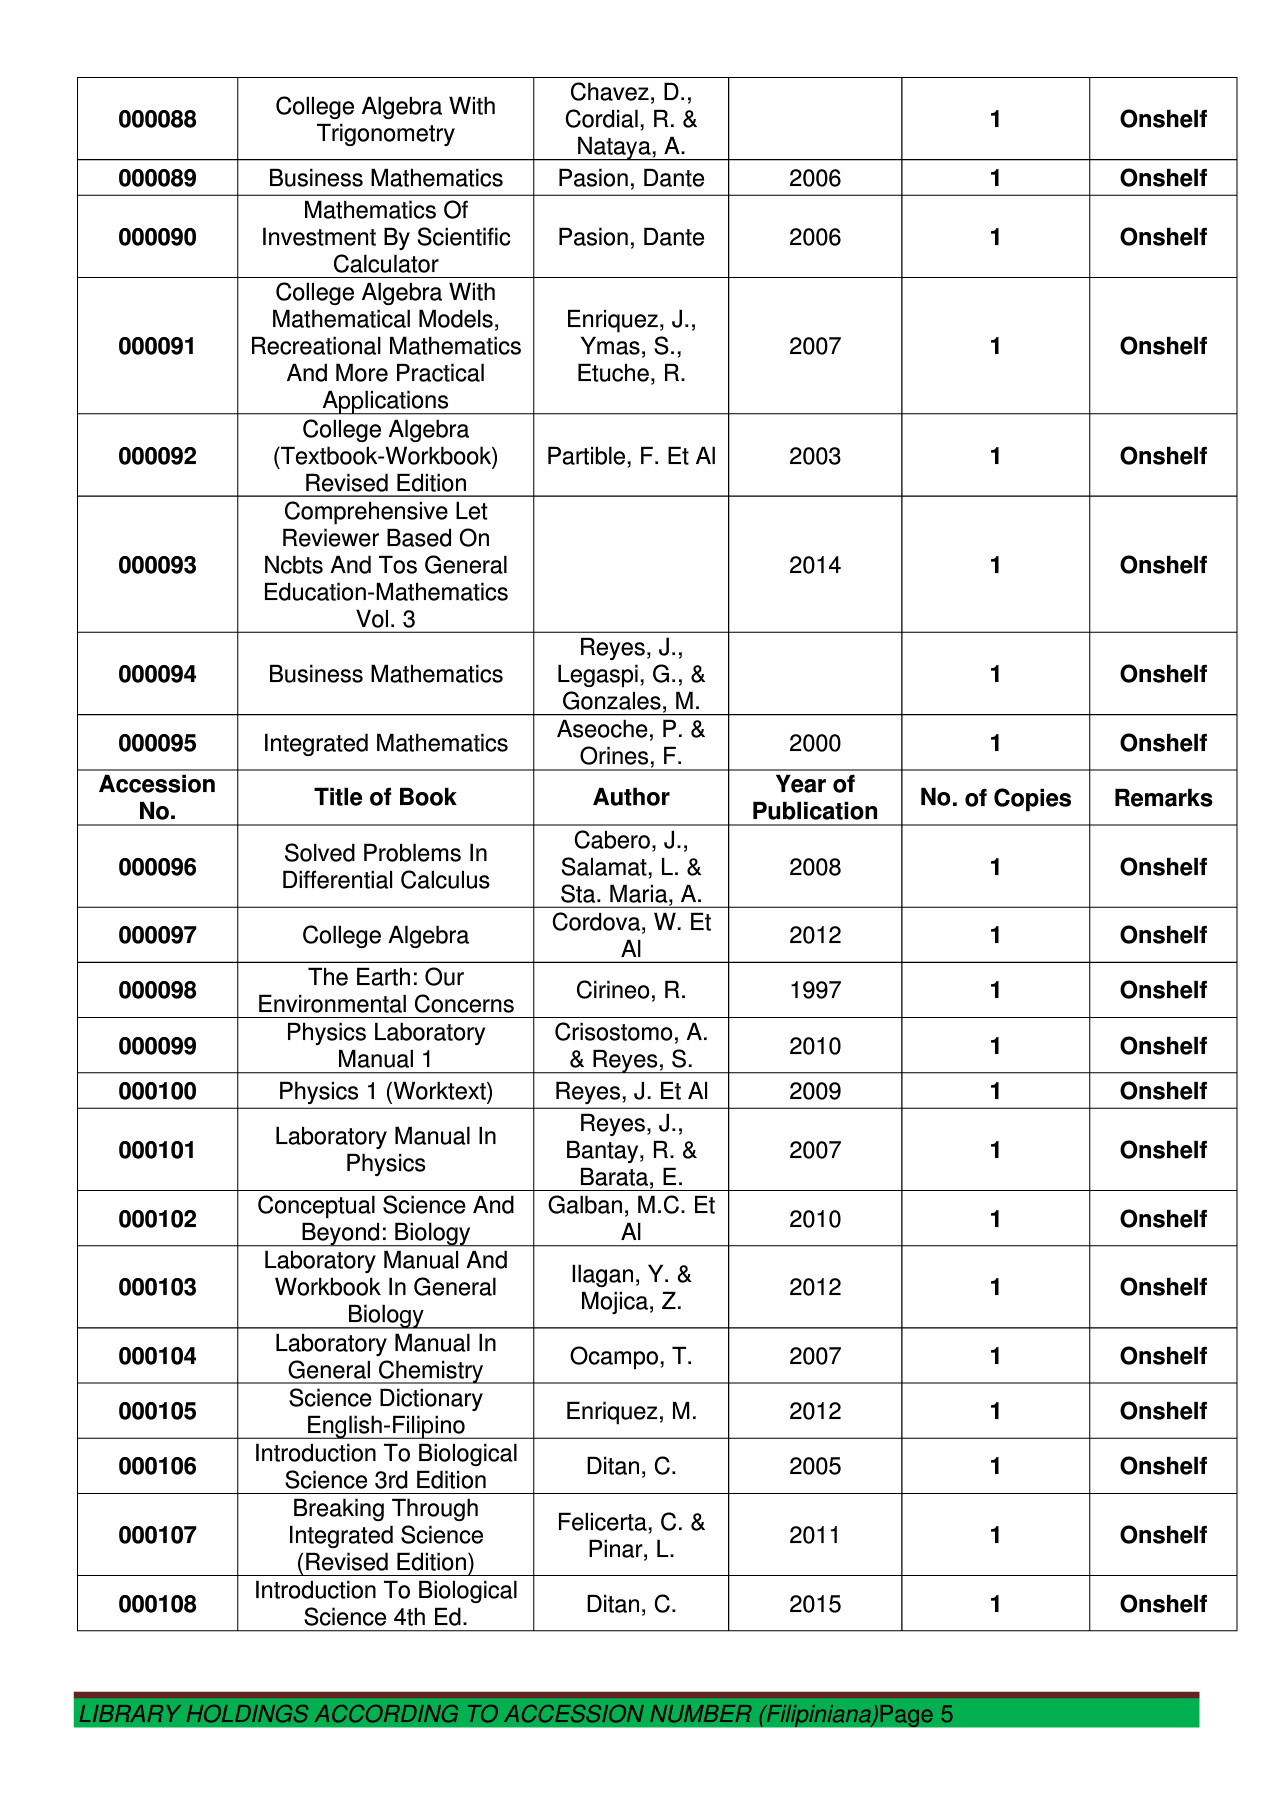 000088 College Algebra With Trigonometry Chavez, D., Cordial, R. & Nataya, A. 1 Onshelf
000089 Business Mathematics Pasion, Dante 2006 1 Onshelf
000090 Mathematics Of Investment By Scientific Calculator Pasion, Dante 2006 1 Onshelf
000091 College Algebra With Mathematical Models, Recreational Mathematics And More Practical Applications Enriquez, J., Ymas, S., Etuche, R. 2007 1 Onshelf
000092 College Algebra (Textbook-Workbook) Revised Edition Partible, F. Et Al 2003 1 Onshelf
000093 Comprehensive Let Reviewer Based On Ncbts And Tos General Education-Mathematics Vol. 3 2014 1 Onshelf
000094 Business Mathematics Reyes, J., Legaspi, G., & Gonzales, M. 1 Onshelf
000095 Integrated Mathematics Aseoche, P. & Orines, F. 2000 1 Onshelf
Accession No. Title of Book Author Year of Publication No. of Copies Remarks
000096 Solved Problems In Differential Calculus Cabero, J., Salamat, L. & Sta. Maria, A. 2008 1 Onshelf
000097 College Algebra Cordova, W. Et Al 2012 1 Onshelf
000098 The Earth: Our Environmental Concerns Cirineo, R. 1997 1 Onshelf
000099 Physics Laboratory Manual 1 Crisostomo, A. & Reyes, S. 2010 1 Onshelf
000100 Physics 1 (Worktext) Reyes, J. Et Al 2009 1 Onshelf
000101 Laboratory Manual In Physics Reyes, J., Bantay, R. & Barata, E. 2007 1 Onshelf
000102 Conceptual Science And Beyond: Biology Galban, M.C. Et Al 2010 1 Onshelf
000103 Laboratory Manual And Workbook In General Biology Ilagan, Y. & Mojica, Z. 2012 1 Onshelf
000104 Laboratory Manual In General Chemistry Ocampo, T. 2007 1 Onshelf
000105 Science Dictionary English-Filipino Enriquez, M. 2012 1 Onshelf
000106 Introduction To Biological Science 3rd Edition Ditan, C. 2005 1 Onshelf
000107 Breaking Through Integrated Science (Revised Edition) Felicerta, C. & Pinar, L. 2011 1 Onshelf
000108 Introduction To Biological Science 4th Ed. Ditan, C. 2015 1 Onshelf
LIBRARY HOLDINGS ACCORDING TO ACCESSION NUMBER (Filipiniana)Page 5